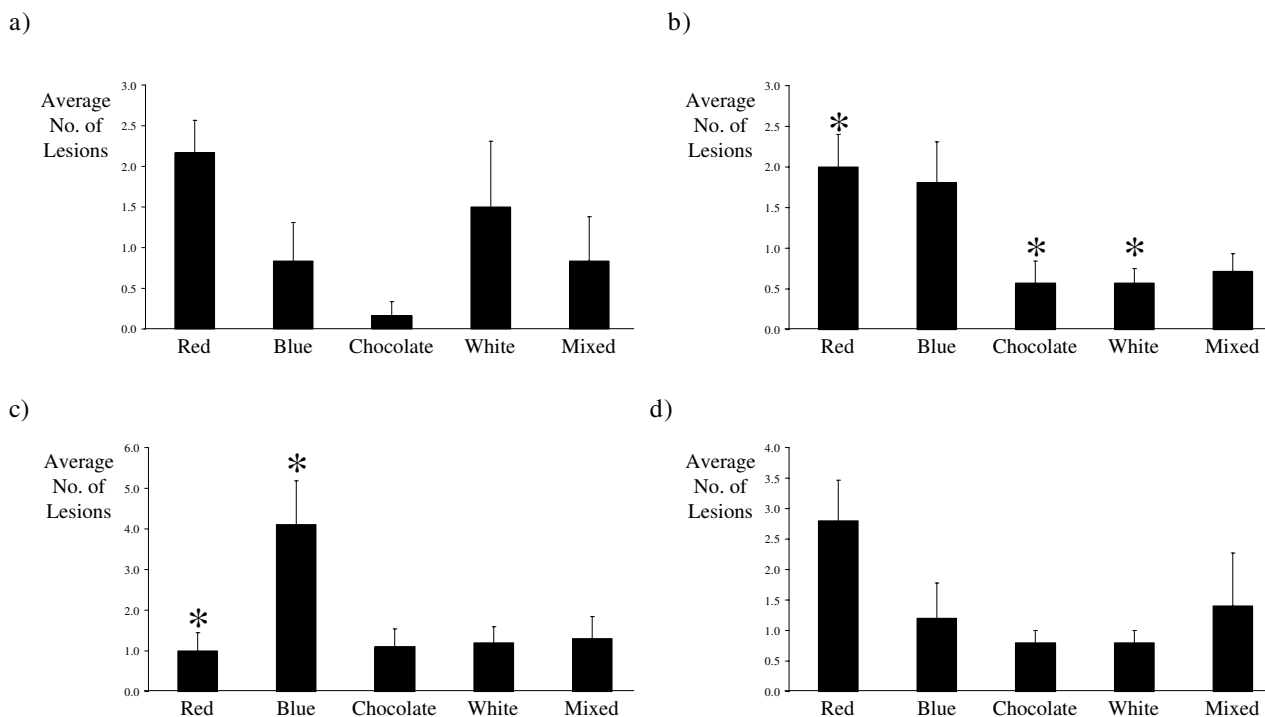 a)
Average
No. of
Lesions
3.0
2.5
2.0
1.5
1.0
0.5
0.0
Red Blue Chocolate White Mixed
b)
Average
No. of
Lesions
3.0
2.5
2.0
1.5
1.0
0.5
0.0
*
*
*
Red Blue Chocolate White Mixed
c)
Average
No. of
Lesions
6.0
5.0
4.0
3.0
2.0
1.0
0.0
*
*
Red Blue Chocolate White Mixed
d)
Average
No. of
Lesions
4.0
3.5
3.0
2.5
2.0
1.5
1.0
0.5
0.0
Red Blue Chocolate White Mixed